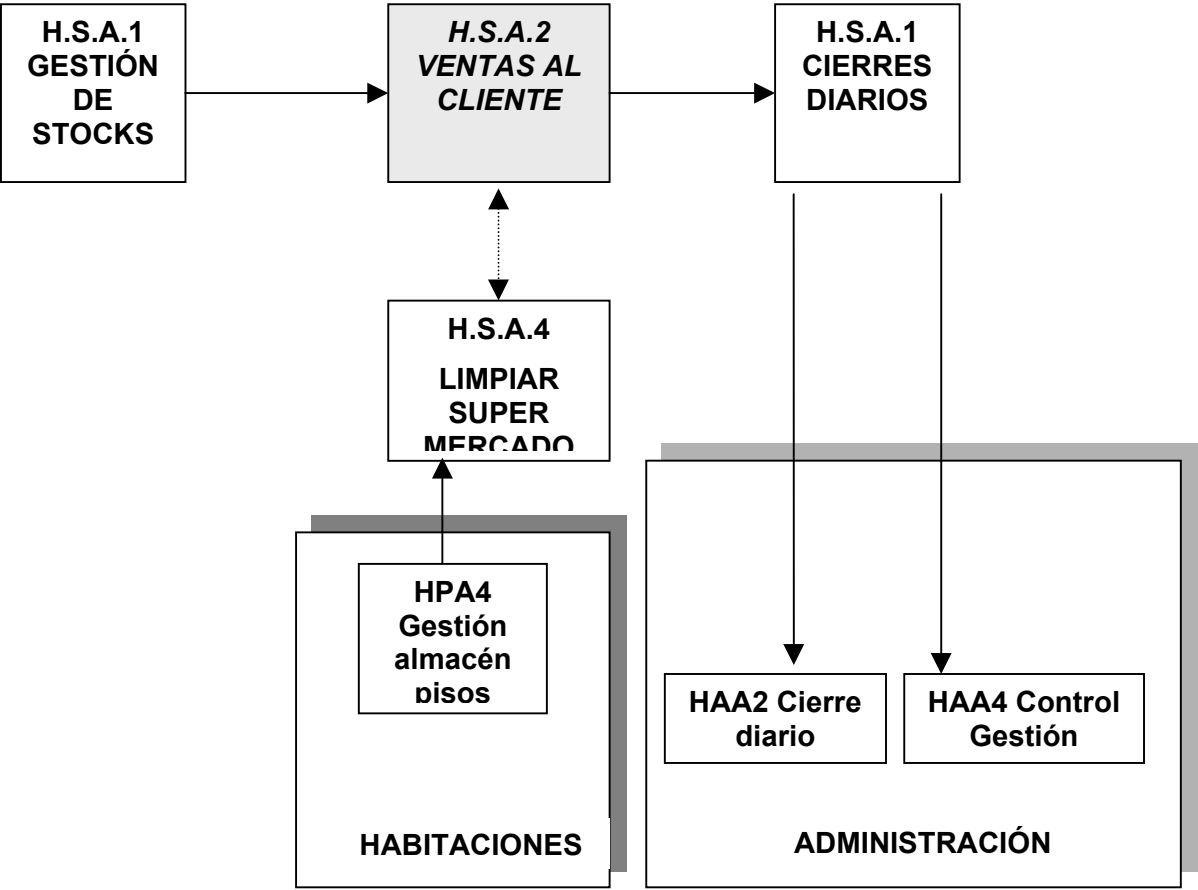 H.S.A.1
GESTIÓN
DE
STOCKS
H.S.A.2
VENTAS AL
CLIENTE
H.S.A.1
CIERRES
DIARIOS
H.S.A.4
LIMPIAR
SUPER
MERCADO
HPA4
Gestión
almacén
pisos
HABITACIONES
HAA2 Cierre
diario
HAA4 Control
Gestión
ADMINISTRACIÓN